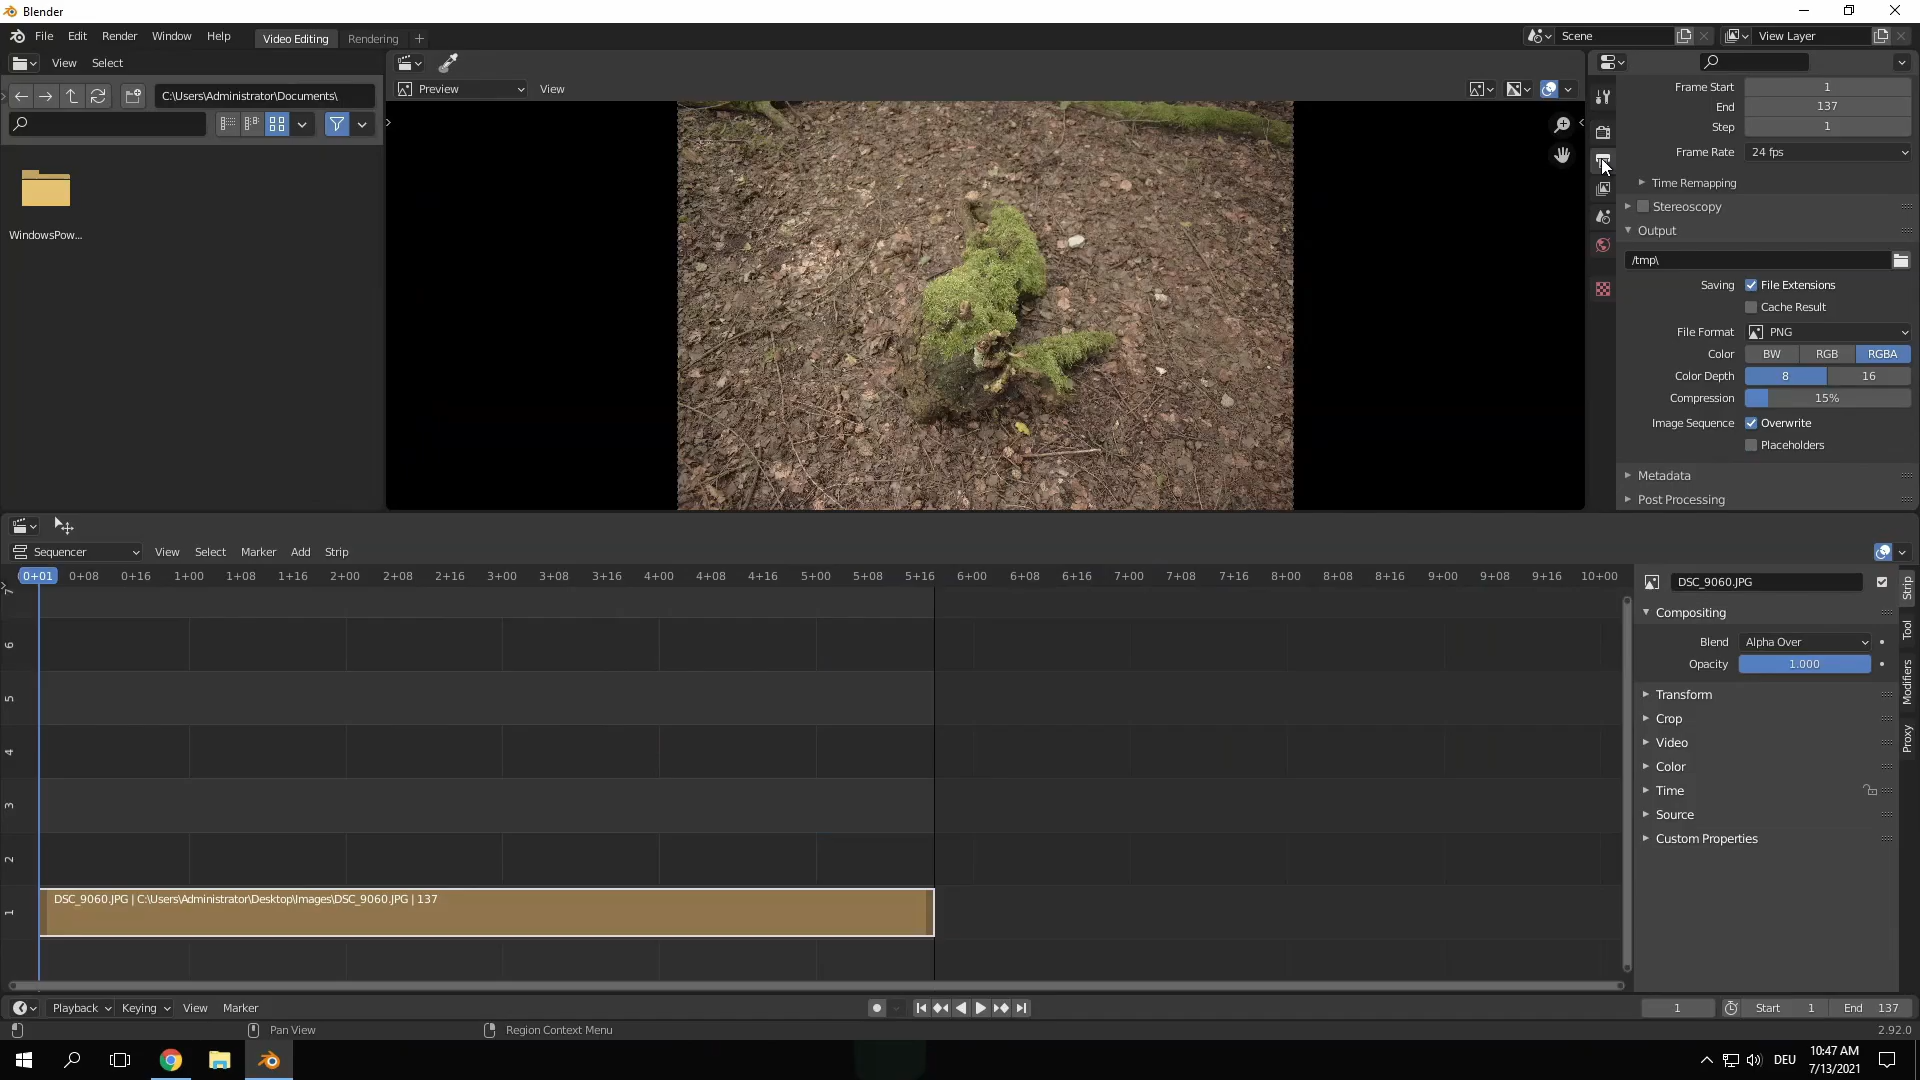 Blender
File Edit Render Window Help Video Editing Rendering + Scene View Layer
View Select
C:\Users\Administrator\Documents\
WindowsPow...
Preview View
Frame Start 1
End 137
Step 1
Frame Rate 24 fps
Time Remapping
Stereoscopy
Output
/tmp\
Saving File Extensions
Cache Result
File Format PNG
Color BW RGB RGBA
Color Depth 8 16
Compression 15%
Image Sequence Overwrite
Placeholders
Metadata
Post Processing
Sequencer View Select Marker Add Strip
0+01 0+08 0+16 1+00 1+08 1+16 2+00 2+08 2+16 3+00 3+08 3+16 4+00 4+08 4+16 5+00 5+08 5+16 6+00 6+08 6+16 7+00 7+08 7+16 8+00 8+08 8+16 9+00 9+08 9+16 10+00
7
6
5
4
3
2
1
DSC_9060.JPG | C:\Users\Administrator\Desktop\Images\DSC_9060.JPG | 137
DSC_9060.JPG
Compositing
Blend Alpha Over
Opacity 1.000
Transform
Crop
Video
Color
Time
Source
Custom Properties
Strip
Tool
Modifiers
Proxy
Playback Keying View Marker 1 Start 1 End 137
Pan View Region Context Menu 2.92.0
DEU 10:47 AM
7/13/2021